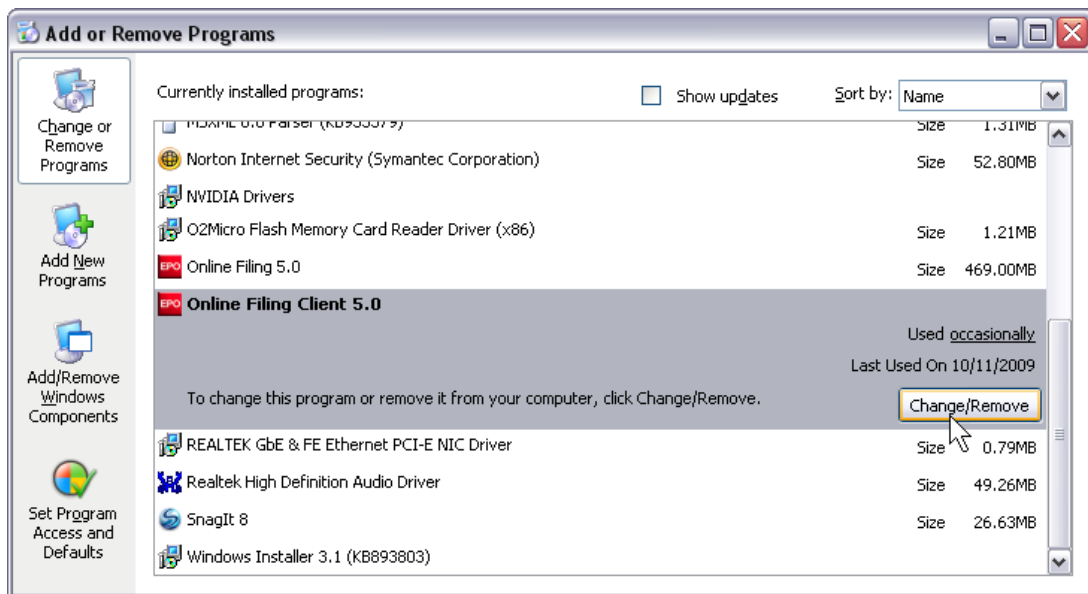 Add or Remove Programs
Change or
Remove
Programs
Add New
Programs
Add/Remove
Windows
Components
Set Program
Access and
Defaults
Currently installed programs:
Show updates
Sort by: Name
MSXML 6.0 Parser (KB933579) Size 1.31MB
Norton Internet Security (Symantec Corporation) Size 52.80MB
NVIDIA Drivers
O2Micro Flash Memory Card Reader Driver (x86) Size 1.21MB
EPO Online Filing 5.0 Size 469.00MB
EPO Online Filing Client 5.0
Used occasionally
Last Used On 10/11/2009
To change this program or remove it from your computer, click Change/Remove. Change/Remove
REALTEK GbE & FE Ethernet PCI-E NIC Driver Size 0.79MB
Realtek High Definition Audio Driver Size 49.26MB
SnagIt 8 Size 26.63MB
Windows Installer 3.1 (KB893803)